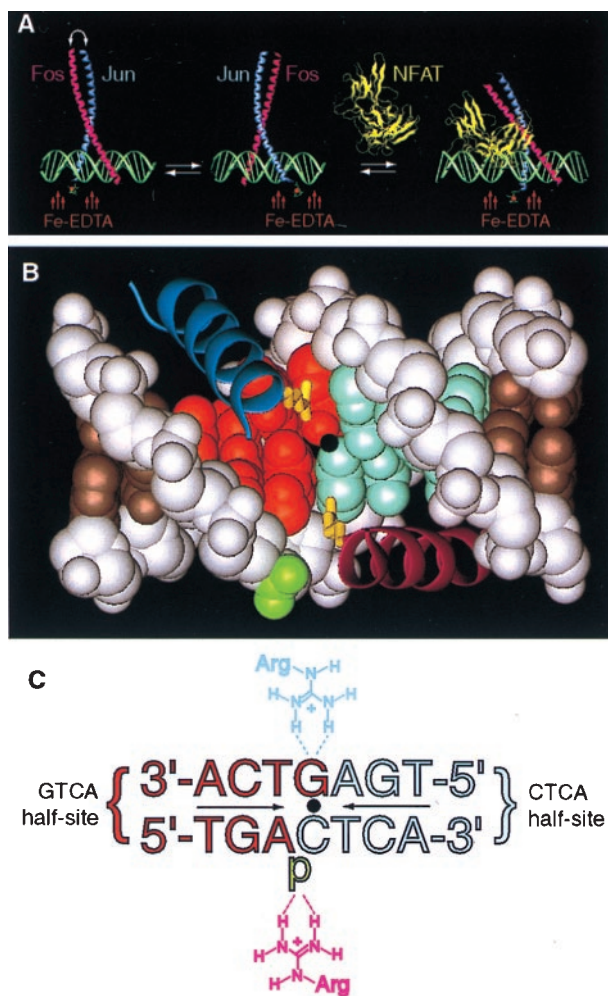 A
Fos Jun Jun Fos NFAT
Fe-EDTA Fe-EDTA Fe-EDTA
B
C
Arg N H
H N N H
+
H H
GTCA half-site { 3'-ACTGAGT-5' } CTCA half-site
5'-TGACTCA-3'
p
H H
H N + N H
H N Arg